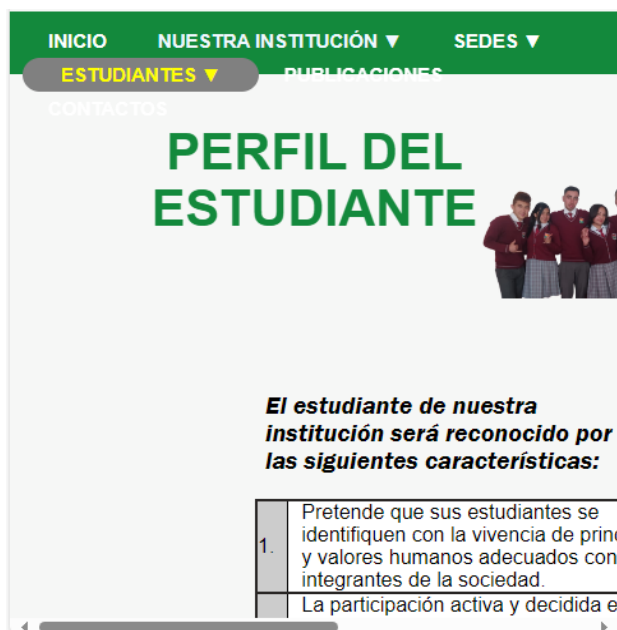 INICIO NUESTRA INSTITUCIÓN ▼ SEDES ▼
ESTUDIANTES ▼ PUBLICACIONES
CONTACTOS
PERFIL DEL
ESTUDIANTE
El estudiante de nuestra
institución será reconocido por
las siguientes características:
1.
Pretende que sus estudiantes se
identifiquen con la vivencia de
y valores humanos adecuados
integrantes de la sociedad.
La participación activa y decidida